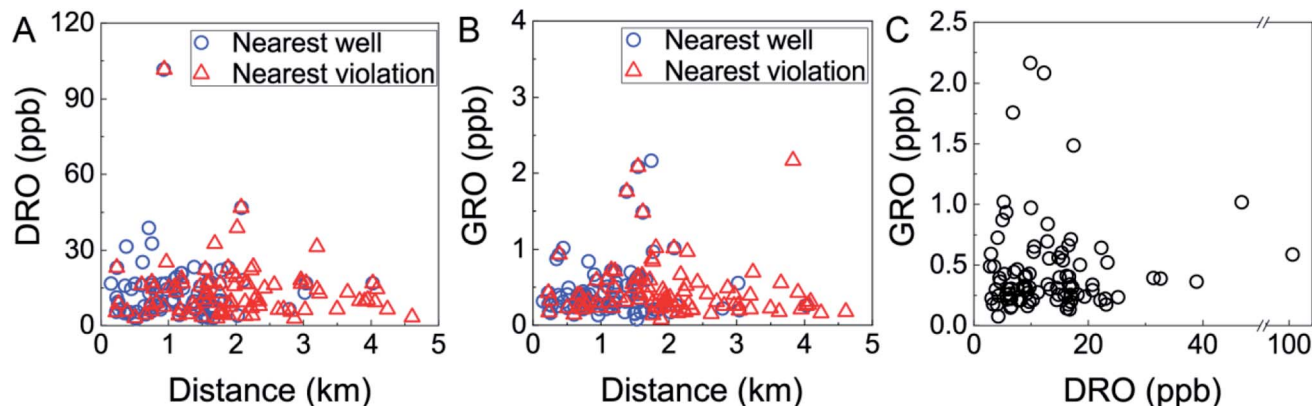 A
DRO (ppb)
120
90
60
30
0
Nearest well
Nearest violation
0 1 2 3 4 5
Distance (km)
B
GRO (ppb)
4
3
2
1
0
Nearest well
Nearest violation
0 1 2 3 4 5
Distance (km)
C
GRO (ppb)
2.5
2.0
1.5
1.0
0.5
0.0
0 20 40 100
DRO (ppb)